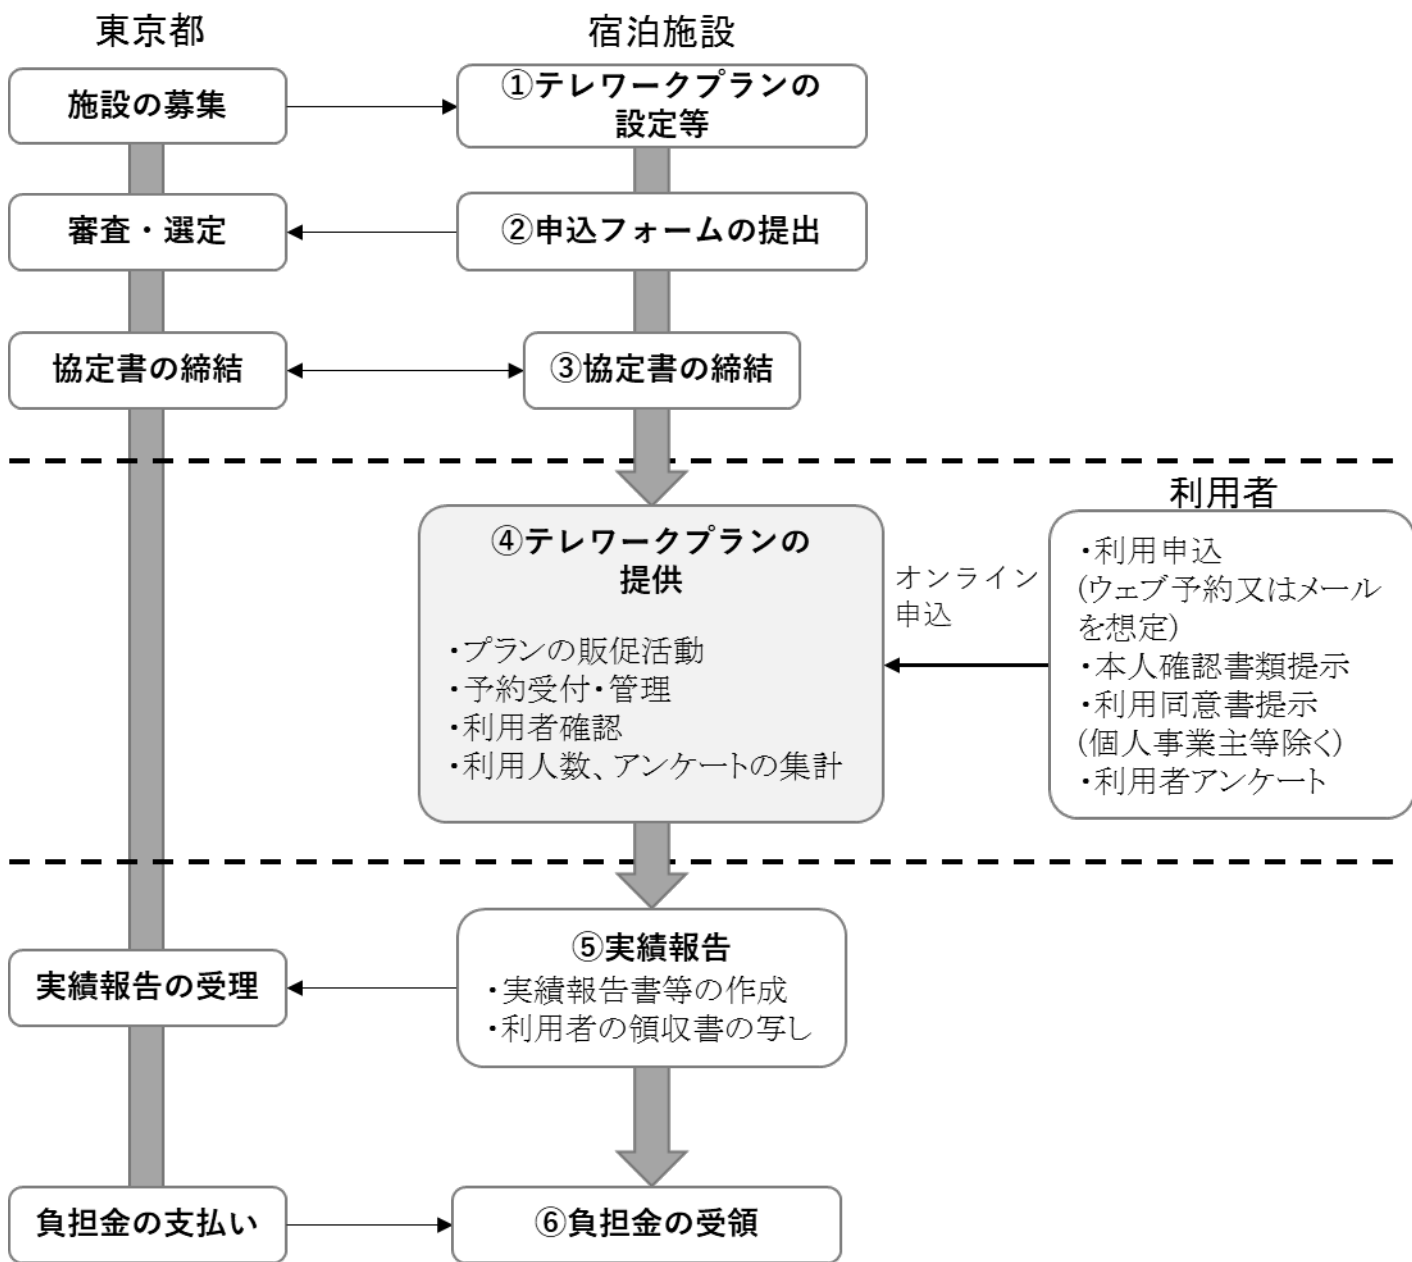 東京都
宿泊施設
施設の募集
①テレワークプランの
設定等
審査・選定
②申込フォームの提出
協定書の締結
③協定書の締結
利用者
④テレワークプランの
提供
・プランの販促活動
・予約受付・管理
・利用者確認
・利用人数、アンケートの集計
オンライン
申込
・利用申込
(ウェブ予約又はメール
を想定)
・本人確認書類提示
・利用同意書提示
(個人事業主等除く)
・利用者アンケート
実績報告の受理
⑤実績報告
・実績報告書等の作成
・利用者の領収書の写し
負担金の支払い
⑥負担金の受領